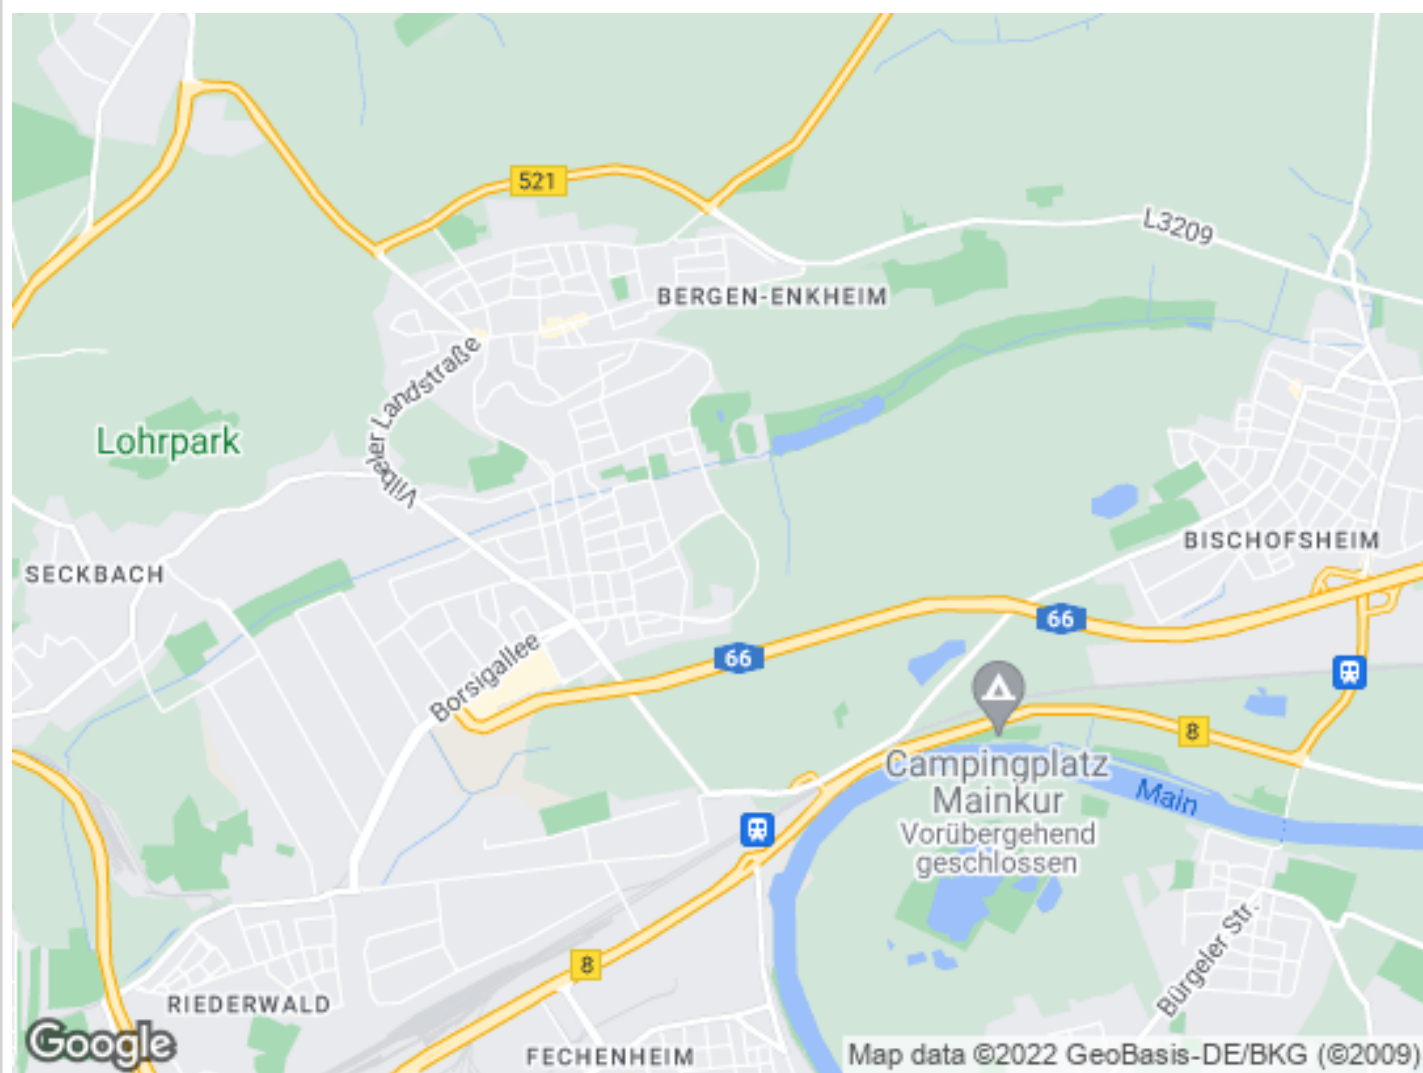 521
L3209
BERGEN-ENKHEIM
Vilbeler Landstraße
Lohrpark
BISCHOFSHEIM
SECKBACH
66
66
Borsigallee
8
Campingplatz
Mainkur
Vorübergehend
geschlossen
Main
Bürgeler Str.
8
RIEDERWALD
FECHENHEIM
Google
Map data ©2022 GeoBasis-DE/BKG (©2009)